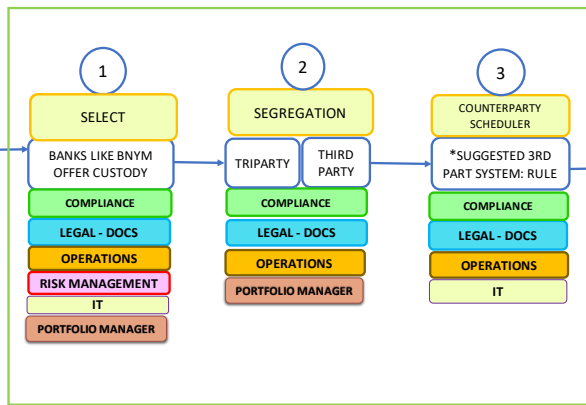 1
SELECT
BANKS LIKE BNYM
OFFER CUSTODY
COMPLIANCE
LEGAL - DOCS
OPERATIONS
RISK MANAGEMENT
IT
PORTFOLIO MANAGER
2
SEGREGATION
TRIPARTY
THIRD
PARTY
COMPLIANCE
LEGAL - DOCS
OPERATIONS
PORTFOLIO MANAGER
3
COUNTERPARTY
SCHEDULER
*SUGGESTED 3RD
PART SYSTEM: RULE
COMPLIANCE
LEGAL - DOCS
OPERATIONS
IT